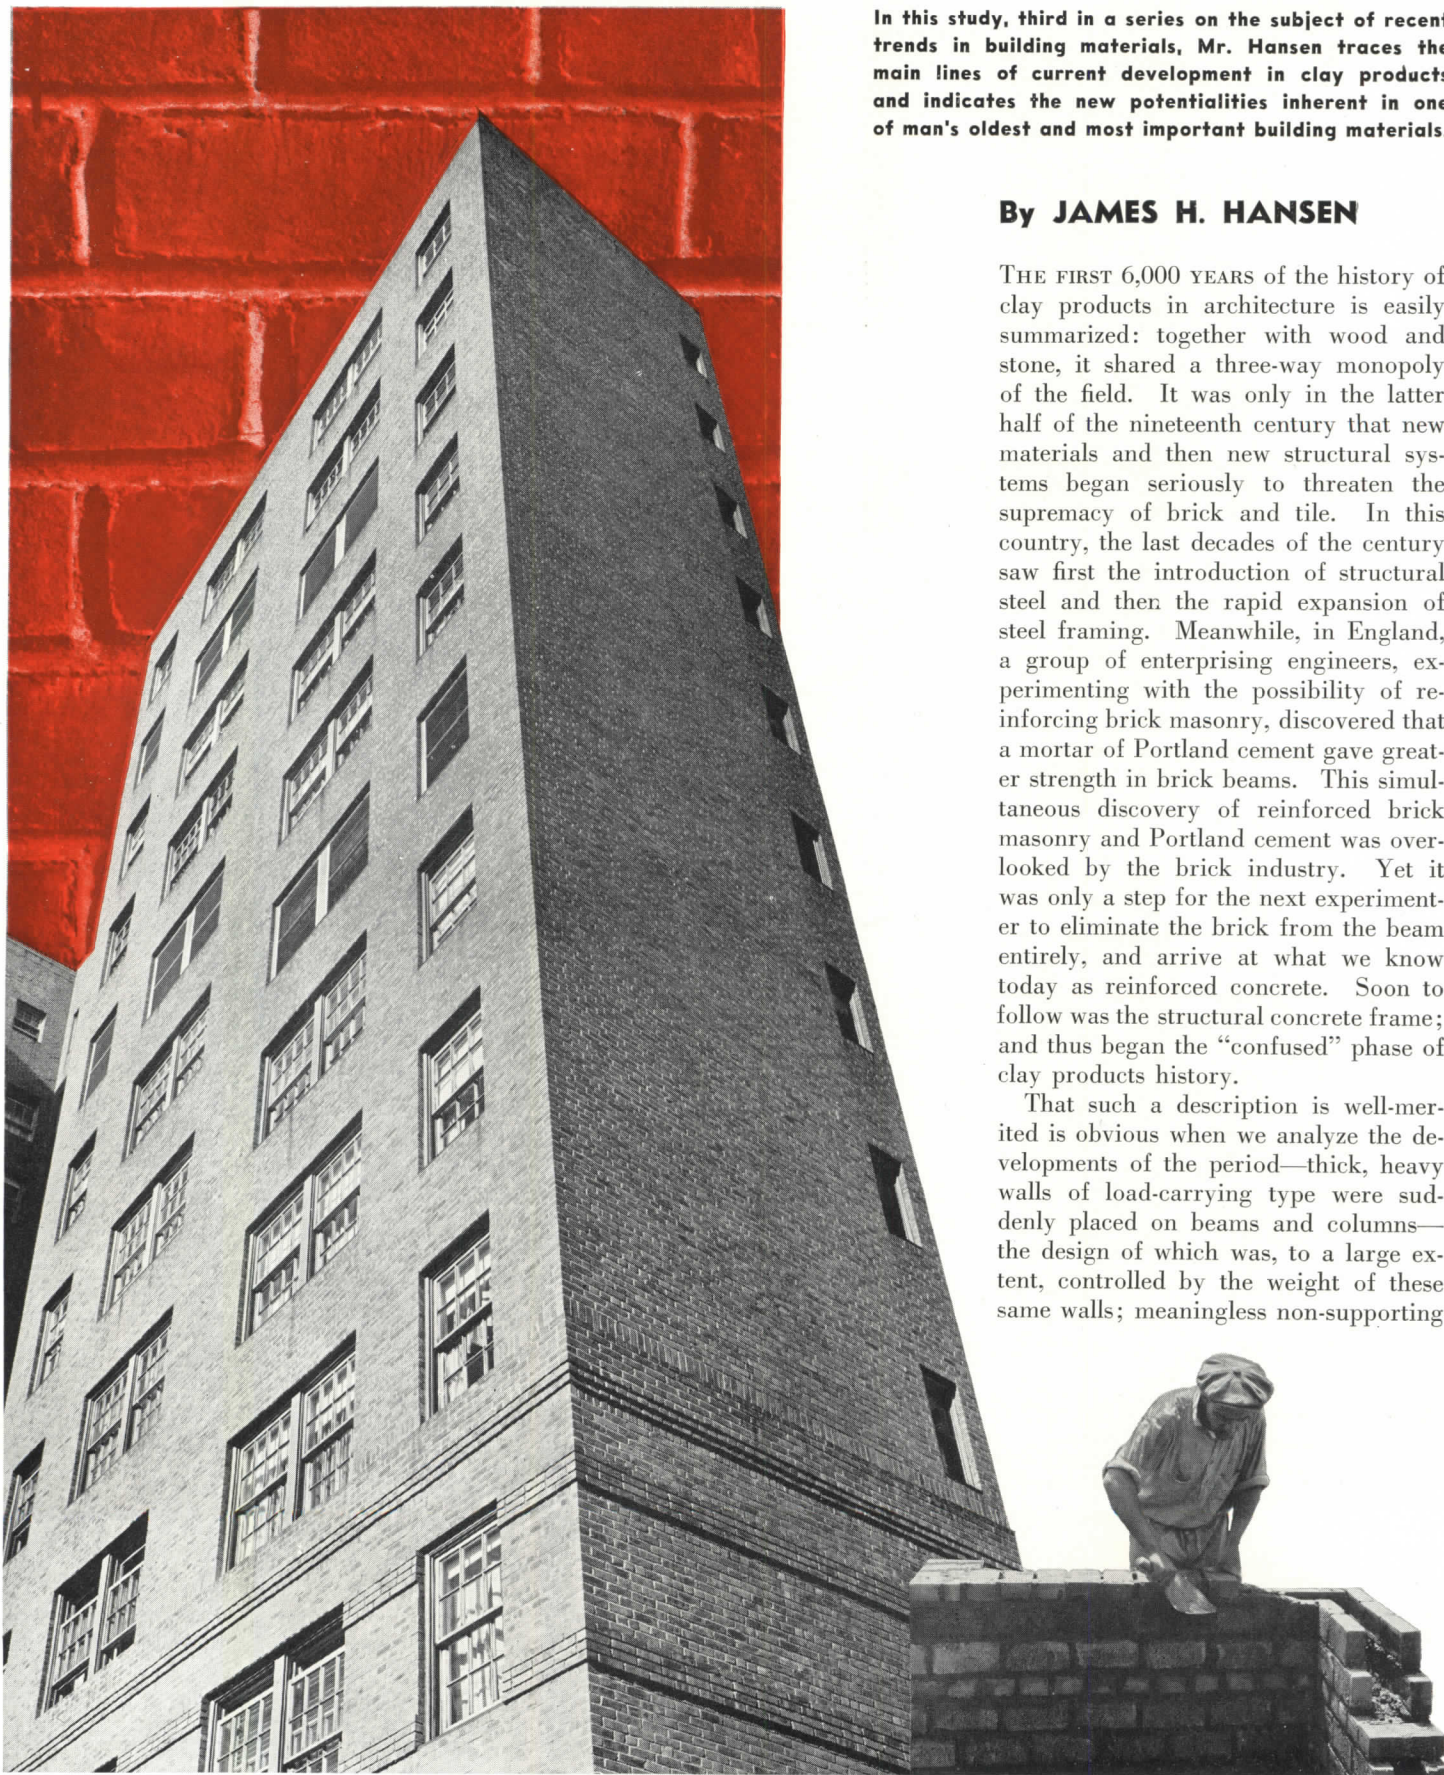 In this study, third in a series on the subject of recent
trends in building materials, Mr. Hansen traces the
main lines of current development in clay products
and indicates the new potentialities inherent in one
of man's oldest and most important building materials
By JAMES H. HANSEN
THE FIRST 6,000 YEARS of the history of
clay products in architecture is easily
summarized: together with wood and
stone, it shared a three-way monopoly
of the field. It was only in the latter
half of the nineteenth century that new
materials and then new structural sys-
tems began seriously to threaten the
supremacy of brick and tile. In this
country, the last decades of the century
saw first the introduction of structural
steel and then the rapid expansion of
steel framing. Meanwhile, in England,
a group of enterprising engineers, ex-
perimenting with the possibility of re-
inforcing brick masonry, discovered that
a mortar of Portland cement gave great-
er strength in brick beams. This simul-
taneous discovery of reinforced brick
masonry and Portland cement was over-
looked by the brick industry. Yet it
was only a step for the next experiment-
er to eliminate the brick from the beam
entirely, and arrive at what we know
today as reinforced concrete. Soon to
follow was the structural concrete frame;
and thus began the “confused” phase of
clay products history.
That such a description is well-mer-
ited is obvious when we analyze the de-
velopments of the period—thick, heavy
walls of load-carrying type were sud-
denly placed on beams and columns—
the design of which was, to a large ex-
tent, controlled by the weight of these
same walls; meaningless non-supporting